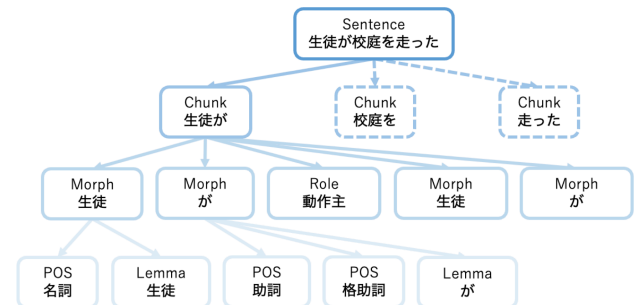 Sentence
生徒が校庭を走った
Chunk
生徒が
Chunk
校庭を
Chunk
走った
Morph
生徒
Morph
が
Role
動作主
Morph
生徒
Morph
が
POS
名詞
Lemma
生徒
POS
助詞
POS
格助詞
Lemma
が